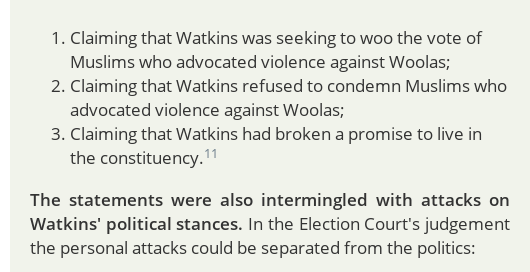 1. Claiming that Watkins was seeking to woo the vote of
Muslims who advocated violence against Woolas;
2. Claiming that Watkins refused to condemn Muslims who
advocated violence against Woolas;
3. Claiming that Watkins had broken a promise to live in
the constituency.11
The statements were also intermingled with attacks on
Watkins' political stances. In the Election Court's judgement
the personal attacks could be separated from the politics: